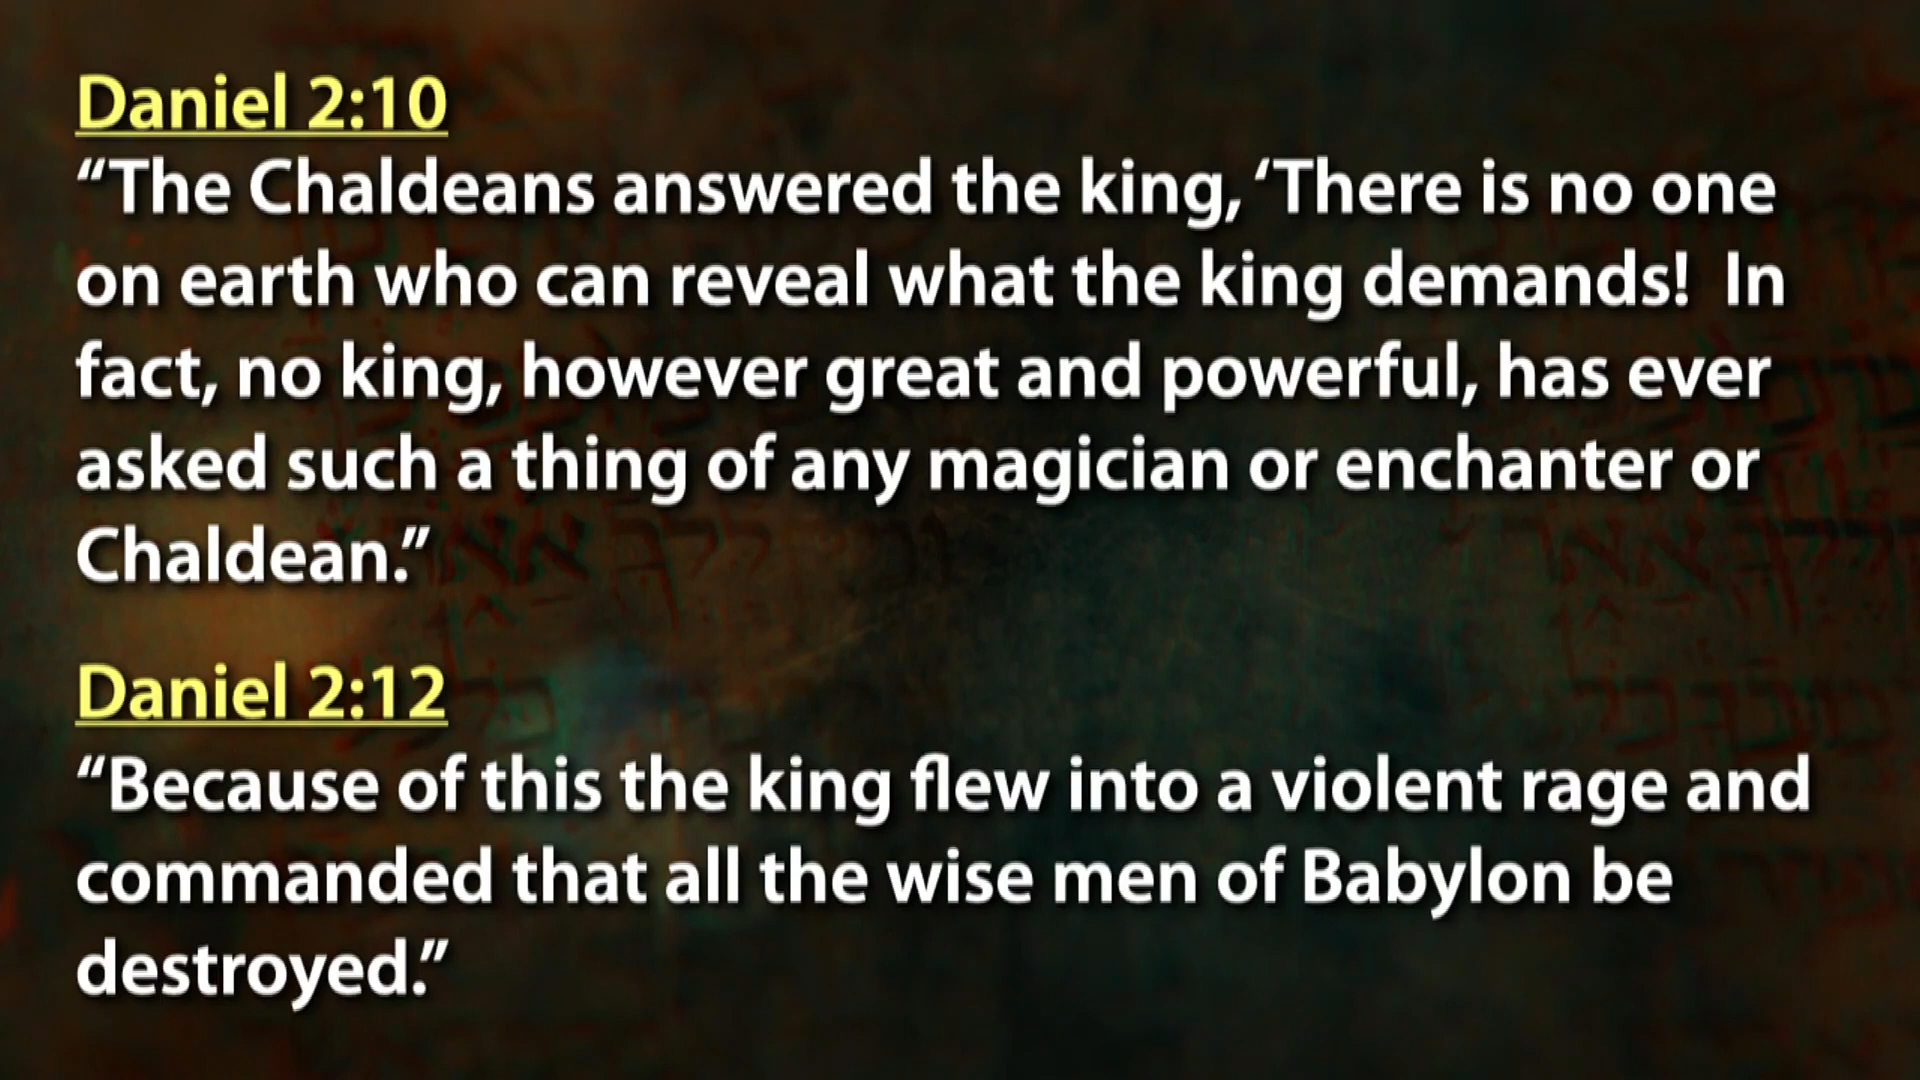 Daniel 2:10
“The Chaldeans answered the king, ‘There is no one
on earth who can reveal what the king demands!  In
fact, no king, however great and powerful, has ever
asked such a thing of any magician or enchanter or
Chaldean.”
Daniel 2:12
“Because of this the king flew into a violent rage and
commanded that all the wise men of Babylon be
destroyed.”